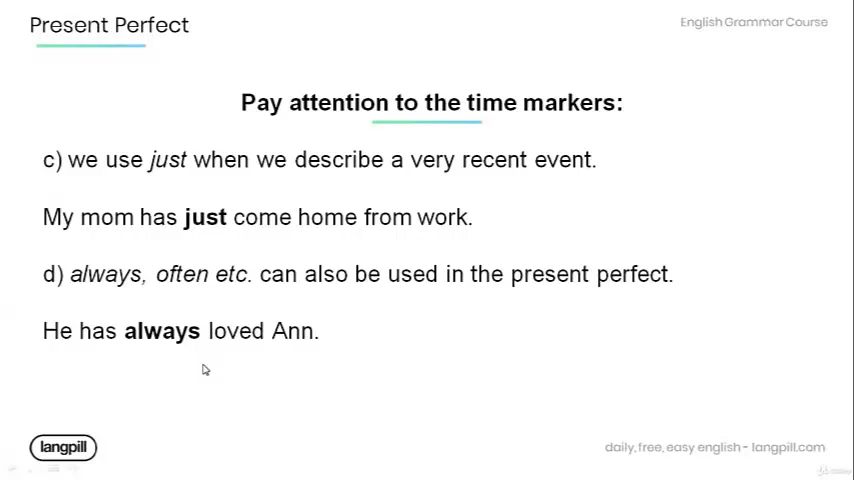 Present Perfect
English Grammar Course
Pay attention to the time markers:
c) we use just when we describe a very recent event.
My mom has just come home from work.
d) always, often etc. can also be used in the present perfect.
He has always loved Ann.
langpill
daily, free, easy english - langpill.com